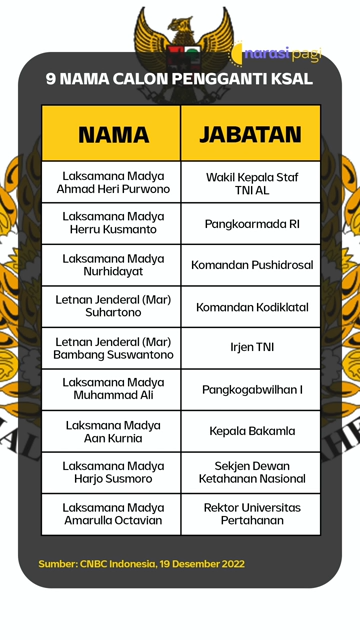 narasi pagi
9 NAMA CALON PENGGANTI KSAL
NAMA
JABATAN
Laksamana Madya
Ahmad Heri Purwono
Wakil Kepala Staf
TNI AL
Laksamana Madya
Herru Kusmanto
Pangkoarmada RI
Laksamana Madya
Nurhidayat
Komandan Pushidrosal
Letnan Jenderal (Mar)
Suhartono
Komandan Kodiklatal
Letnan Jenderal (Mar)
Bambang Suswantono
Irjen TNI
Laksamana Madya
Muhammad Ali
Pangkogabwilhan I
Laksmana Madya
Aan Kurnia
Kepala Bakamla
Laksamana Madya
Harjo Susmoro
Sekjen Dewan
Ketahanan Nasional
Laksamana Madya
Amarulla Octavian
Rektor Universitas
Pertahanan
Sumber: CNBC Indonesia, 19 Desember 2022